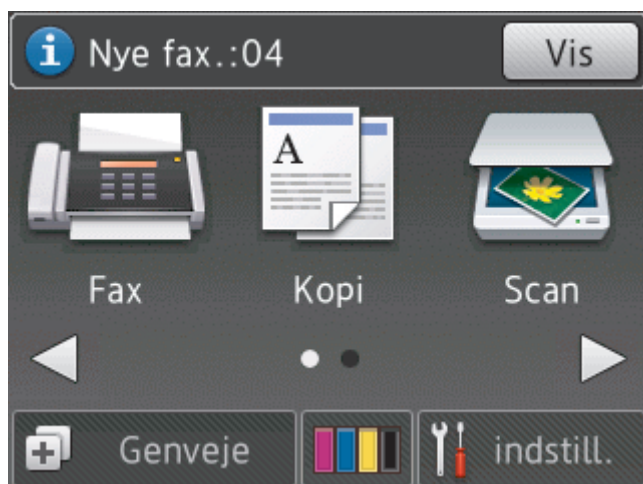 Nye fax.:04 Vis
A
Fax Kopi Scan
Genveje indstill.